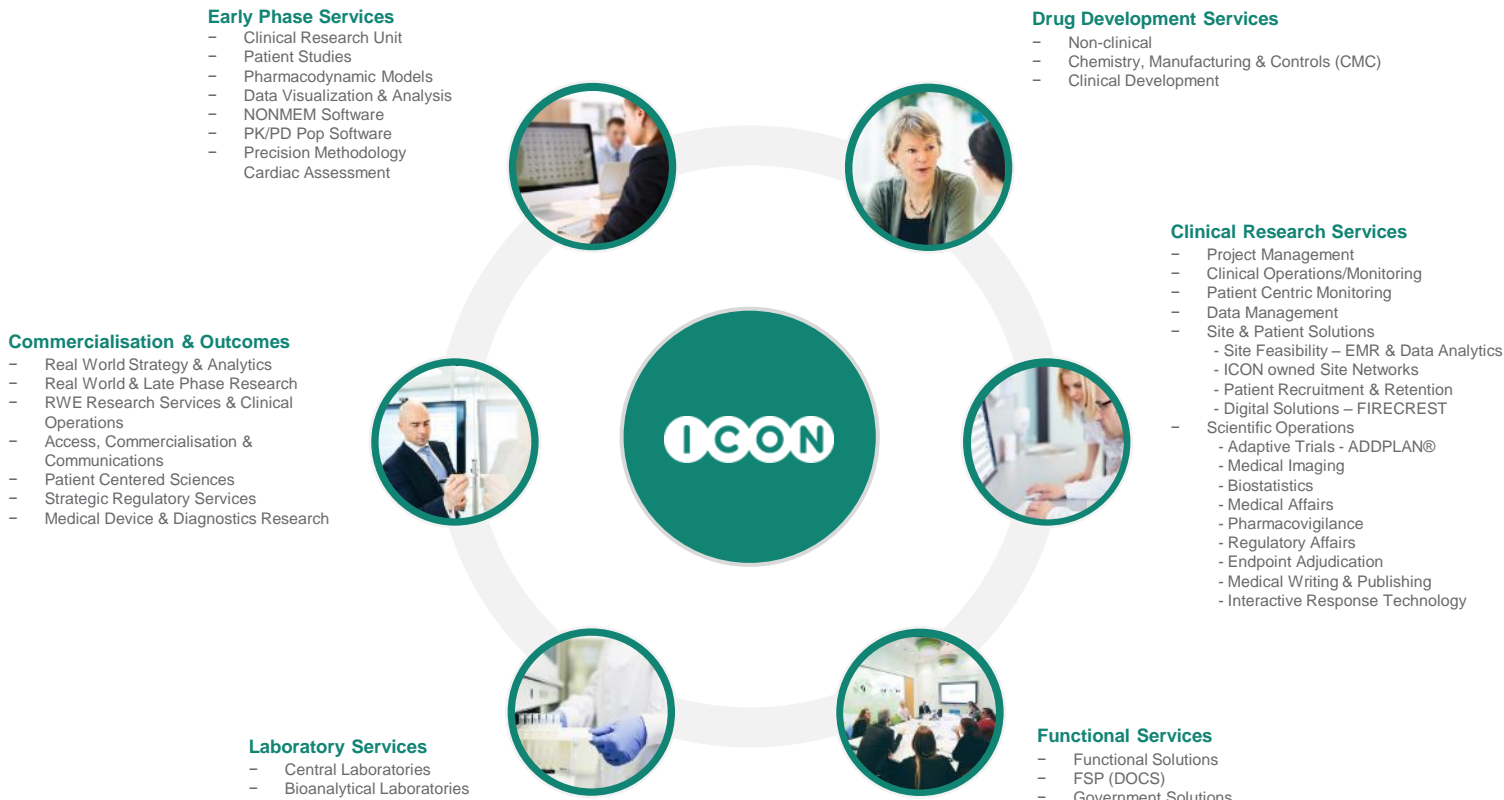 Early Phase Services
− Clinical Research Unit
− Patient Studies
− Pharmacodynamic Models
− Data Visualization & Analysis
− NONMEM Software
− PK/PD Pop Software
− Precision Methodology
Cardiac Assessment
Drug Development Services
− Non-clinical
− Chemistry, Manufacturing & Controls (CMC)
− Clinical Development
Clinical Research Services
− Project Management
− Clinical Operations/Monitoring
− Patient Centric Monitoring
− Data Management
− Site & Patient Solutions
- Site Feasibility – EMR & Data Analytics
- ICON owned Site Networks
- Patient Recruitment & Retention
- Digital Solutions – FIRECREST
− Scientific Operations
- Adaptive Trials - ADDPLAN®
- Medical Imaging
- Biostatistics
- Medical Affairs
- Pharmacovigilance
- Regulatory Affairs
- Endpoint Adjudication
- Medical Writing & Publishing
- Interactive Response Technology
Commercialisation & Outcomes
− Real World Strategy & Analytics
− Real World & Late Phase Research
− RWE Research Services & Clinical
Operations
− Access, Commercialisation &
Communications
− Patient Centered Sciences
− Strategic Regulatory Services
− Medical Device & Diagnostics Research
ICON
Laboratory Services
− Central Laboratories
− Bioanalytical Laboratories
Functional Services
− Functional Solutions
− FSP (DOCS)
− Government Solutions